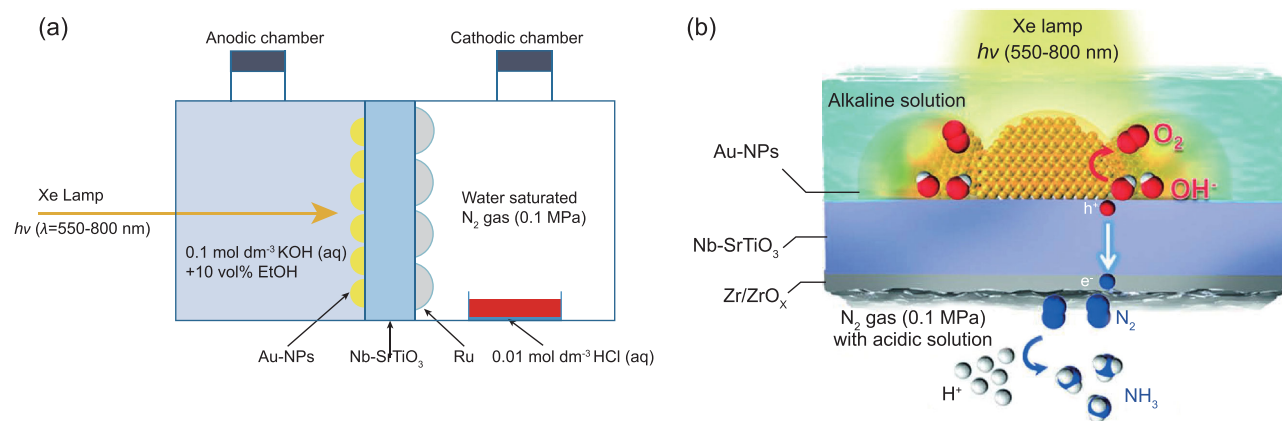 (a)
Anodic chamber
Cathodic chamber
Xe Lamp
hν (λ=550-800 nm)
0.1 mol dm⁻³ KOH (aq)
+10 vol% EtOH
Water saturated
N₂ gas (0.1 MPa)
Au-NPs
Nb-SrTiO₃
Ru
0.01 mol dm⁻³ HCl (aq)
(b)
Xe lamp
hν (550-800 nm)
Alkaline solution
O₂
Au-NPs
OH⁻
h⁺
Nb-SrTiO₃
e⁻
Zr/ZrOₓ
N₂
N₂ gas (0.1 MPa)
with acidic solution
H⁺
NH₃